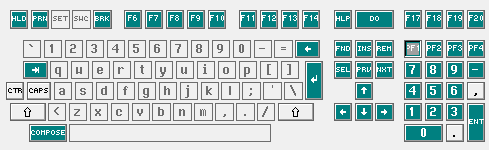 HLD PRN SET SWC BRK F6 F7 F8 F9 F10 F11 F12 F13 F14 HLP DO F17 F18 F19 F20
` 1 2 3 4 5 6 7 8 9 0 - = ← FND INS REM PF1 PF2 PF3 PF4
⇥ q u e r t y u i o p [ ] ↵ SEL PRV NXT 7 8 9 -
CTR CAPS a s d f g h j k l ; ' \ ↑ 4 5 6 ,
⇧ < z x c v b n m , . / ⇧ ← ↓ → 1 2 3 ENT
COMPOSE 0 .